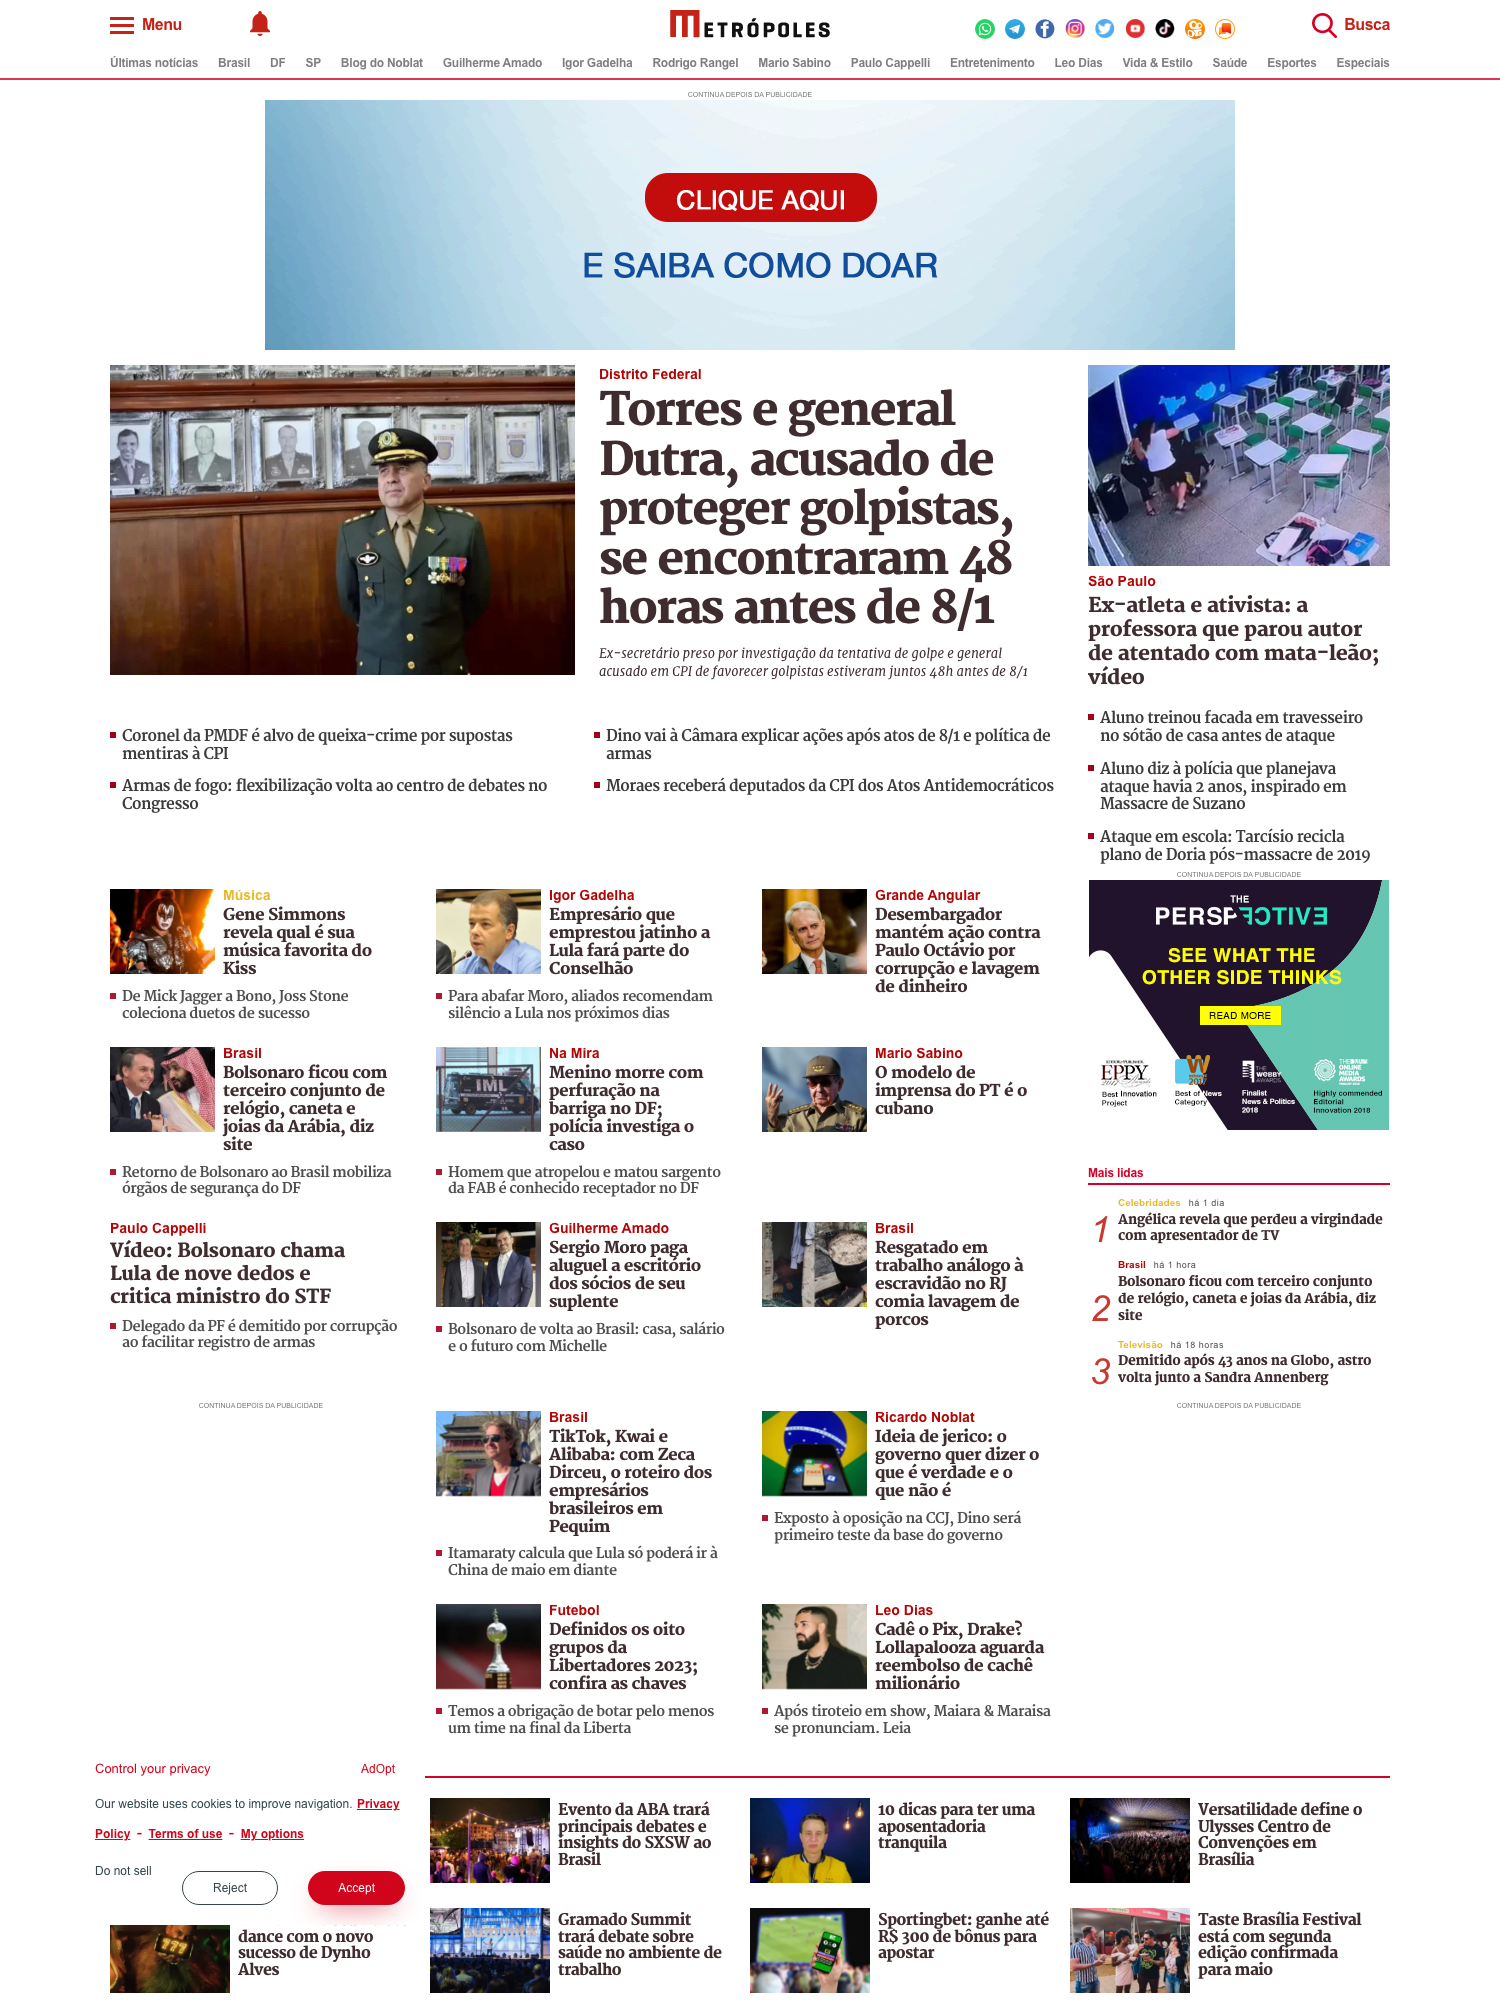 Menu
METRÓPOLES
Busca
Últimas notícias Brasil DF SP Blog do Noblat Guilherme Amado Igor Gadelha Rodrigo Rangel Mario Sabino Paulo Cappelli Entretenimento Leo Dias Vida & Estilo Saúde Esportes Especiais
CONTINUA DEPOIS DA PUBLICIDADE
CLIQUE AQUI
E SAIBA COMO DOAR
Distrito Federal
Torres e general
Dutra, acusado de
proteger golpistas,
se encontraram 48
horas antes de 8/1
Ex-secretário preso por investigação da tentativa de golpe e general
acusado em CPI de favorecer golpistas estiveram juntos 48h antes de 8/1
Coronel da PMDF é alvo de queixa-crime por supostas
mentiras à CPI
Armas de fogo: flexibilização volta ao centro de debates no
Congresso
Dino vai à Câmara explicar ações após atos de 8/1 e política de
armas
Moraes receberá deputados da CPI dos Atos Antidemocráticos
São Paulo
Ex-atleta e ativista: a
professora que parou autor
de atentado com mata-leão;
vídeo
Aluno treinou facada em travesseiro
no sótão de casa antes de ataque
Aluno diz à polícia que planejava
ataque havia 2 anos, inspirado em
Massacre de Suzano
Ataque em escola: Tarcísio recicla
plano de Doria pós-massacre de 2019
CONTINUA DEPOIS DA PUBLICIDADE
THE
PERSPECTIVE
SEE WHAT THE
OTHER SIDE THINKS
READ MORE
EPPY
2017 Awards
Best Innovation
Project
W
2017
Best of News
Category
THE
WEBBY
AWARDS
Finalist
News & Politics
2018
THE DRUM
ONLINE
MEDIA
AWARDS
Highly commended
Editorial
Innovation 2018
Música
Gene Simmons
revela qual é sua
música favorita do
Kiss
De Mick Jagger a Bono, Joss Stone
coleciona duetos de sucesso
Igor Gadelha
Empresário que
emprestou jatinho a
Lula fará parte do
Conselhão
Para abafar Moro, aliados recomendam
silêncio a Lula nos próximos dias
Grande Angular
Desembargador
mantém ação contra
Paulo Octávio por
corrupção e lavagem
de dinheiro
Brasil
Bolsonaro ficou com
terceiro conjunto de
relógio, caneta e
joias da Arábia, diz
site
Retorno de Bolsonaro ao Brasil mobiliza
órgãos de segurança do DF
IML
Na Mira
Menino morre com
perfuração na
barriga no DF;
polícia investiga o
caso
Homem que atropelou e matou sargento
da FAB é conhecido receptador no DF
Mario Sabino
O modelo de
imprensa do PT é o
cubano
Paulo Cappelli
Vídeo: Bolsonaro chama
Lula de nove dedos e
critica ministro do STF
Delegado da PF é demitido por corrupção
ao facilitar registro de armas
Guilherme Amado
Sergio Moro paga
aluguel a escritório
dos sócios de seu
suplente
Bolsonaro de volta ao Brasil: casa, salário
e o futuro com Michelle
Brasil
Resgatado em
trabalho análogo à
escravidão no RJ
comia lavagem de
porcos
Mais lidas
Celebridades há 1 dia
1 Angélica revela que perdeu a virgindade
com apresentador de TV
Brasil há 1 hora
2 Bolsonaro ficou com terceiro conjunto
de relógio, caneta e joias da Arábia, diz
site
Televisão há 18 horas
3 Demitido após 43 anos na Globo, astro
volta junto a Sandra Annenberg
CONTINUA DEPOIS DA PUBLICIDADE
CONTINUA DEPOIS DA PUBLICIDADE
Brasil
TikTok, Kwai e
Alibaba: com Zeca
Dirceu, o roteiro dos
empresários
brasileiros em
Pequim
Itamaraty calcula que Lula só poderá ir à
China de maio em diante
Ricardo Noblat
Ideia de jerico: o
governo quer dizer o
que é verdade e o
que não é
Exposto à oposição na CCJ, Dino será
primeiro teste da base do governo
Futebol
Definidos os oito
grupos da
Libertadores 2023;
confira as chaves
Temos a obrigação de botar pelo menos
um time na final da Liberta
Leo Dias
Cadê o Pix, Drake?
Lollapalooza aguarda
reembolso de cachê
milionário
Após tiroteio em show, Maiara & Maraisa
se pronunciam. Leia
Control your privacy
AdOpt
Our website uses cookies to improve navigation. Privacy
Policy - Terms of use - My options
Do not sell
Reject
Accept
Evento da ABA trará
principais debates e
insights do SXSW ao
Brasil
10 dicas para ter uma
aposentadoria
tranquila
Versatilidade define o
Ulysses Centro de
Convenções em
Brasília
777
dance com o novo
sucesso de Dynho
Alves
Gramado Summit
trará debate sobre
saúde no ambiente de
trabalho
Sportingbet: ganhe até
R$ 300 de bônus para
apostar
Taste Brasília Festival
está com segunda
edição confirmada
para maio